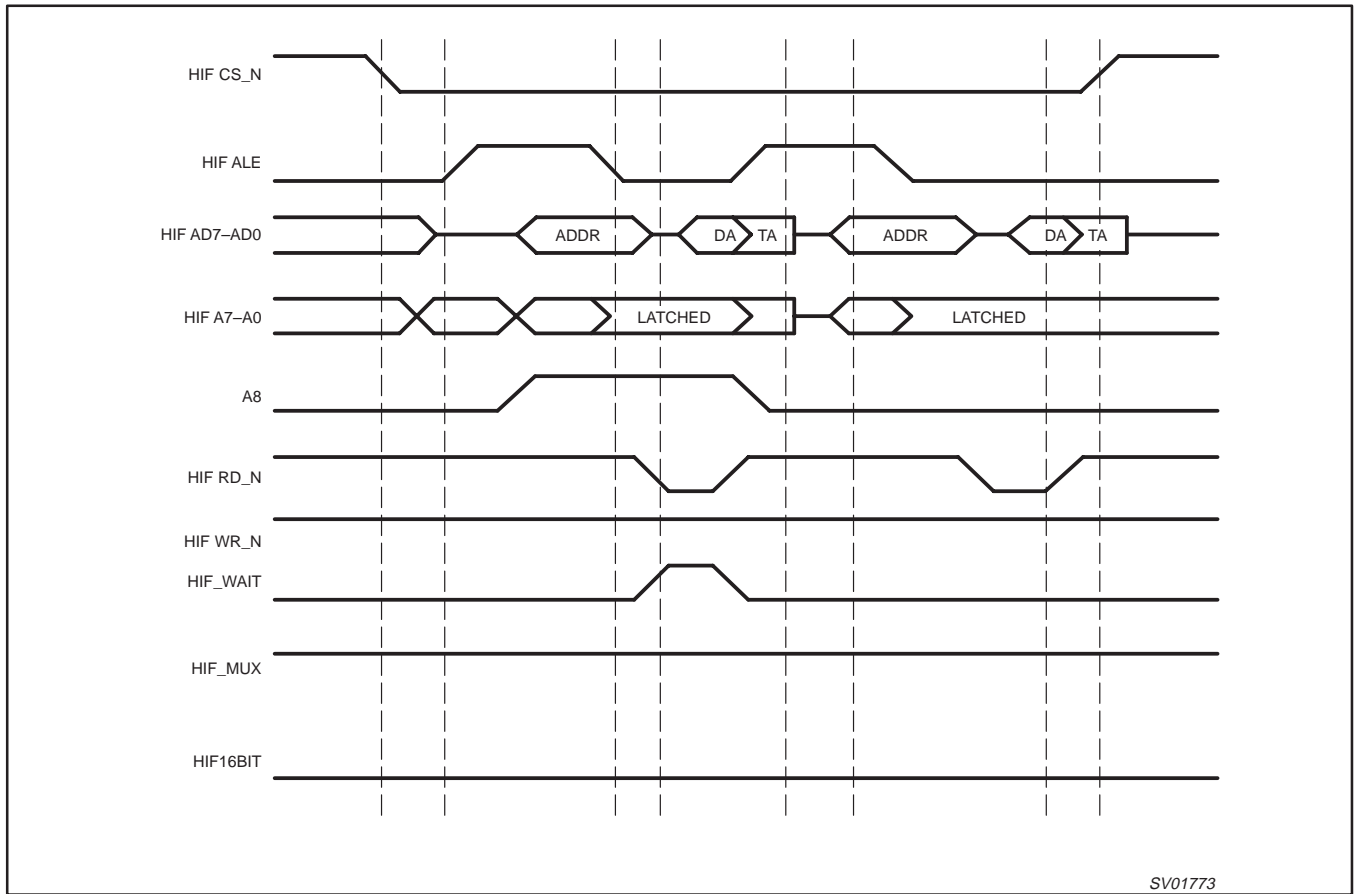 HIF CS_N
HIF ALE
HIF AD7–AD0 ADDR DA TA ADDR DA TA
HIF A7–A0 LATCHED LATCHED
A8
HIF RD_N
HIF WR_N
HIF_WAIT
HIF_MUX
HIF16BIT
SV01773